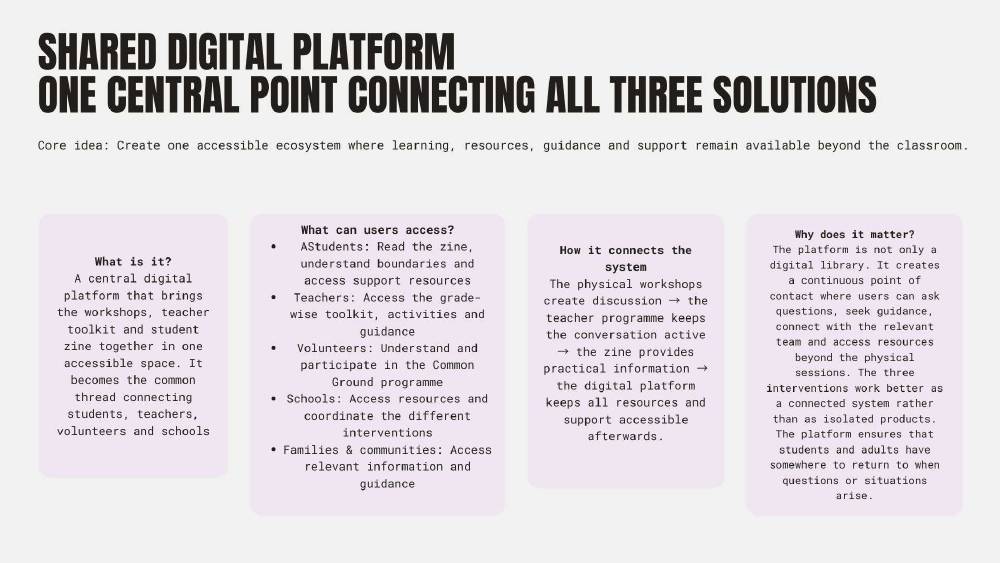 SHARED DIGITAL PLATFORM
ONE CENTRAL POINT CONNECTING ALL THREE SOLUTIONS
Core idea: Create one accessible ecosystem where learning, resources, guidance and support remain available beyond the classroom.
What is it?
A central digital
platform that brings
the workshops, teacher
toolkit and student
zine together in one
accessible space. It
becomes the common
thread connecting
students, teachers,
volunteers and schools
What can users access?
• AStudents: Read the zine,
understand boundaries and
access support resources
• Teachers: Access the grade-
wise toolkit, activities and
guidance
• Volunteers: Understand and
participate in the Common
Ground programme
• Schools: Access resources and
coordinate the different
interventions
• Families & communities: Access
relevant information and
guidance
How it connects the
system
The physical workshops
create discussion → the
teacher programme keeps
the conversation active
→ the zine provides
practical information →
the digital platform
keeps all resources and
support accessible
afterwards.
Why does it matter?
The platform is not only a
digital library. It creates
a continuous point of
contact where users can ask
questions, seek guidance,
connect with the relevant
team and access resources
beyond the physical
sessions. The three
interventions work better as
a connected system rather
than as isolated products.
The platform ensures that
students and adults have
somewhere to return to when
questions or situations
arise.